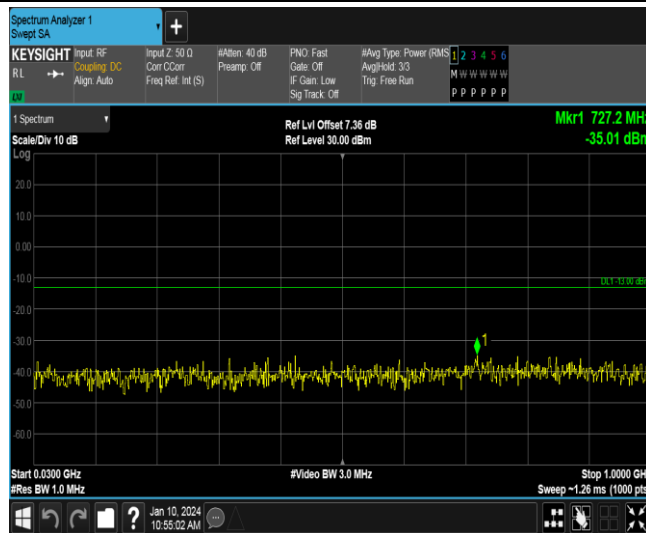 Spectrum Analyzer 1
Swept SA
KEYSIGHT
RL
Input: RF
Coupling: DC
Align: Auto
Input Z: 50 Ω
Corr CCorr
Freq Ref: Int (S)
#Atten: 40 dB
Preamp: Off
PNO: Fast
Gate: Off
IF Gain: Low
Sig Track: Off
#Avg Type: Power (RMS
Avg|Hold: 3/3
Trig: Free Run
1 2 3 4 5 6
M W W W W W
P P P P P P
1 Spectrum
Scale/Div 10 dB
Log
Ref Lvl Offset 7.36 dB
Ref Level 30.00 dBm
Mkr1 727.2 MHz
-35.01 dBm
20.0
10.0
0.00
-10.0
DL1 -13.00 dBm
-20.0
-30.0
1
-40.0
-50.0
-60.0
Start 0.0300 GHz
#Res BW 1.0 MHz
#Video BW 3.0 MHz
Stop 1.0000 GHz
Sweep ~1.26 ms (1000 pts)
?
Jan 10, 2024
10:55:02 AM